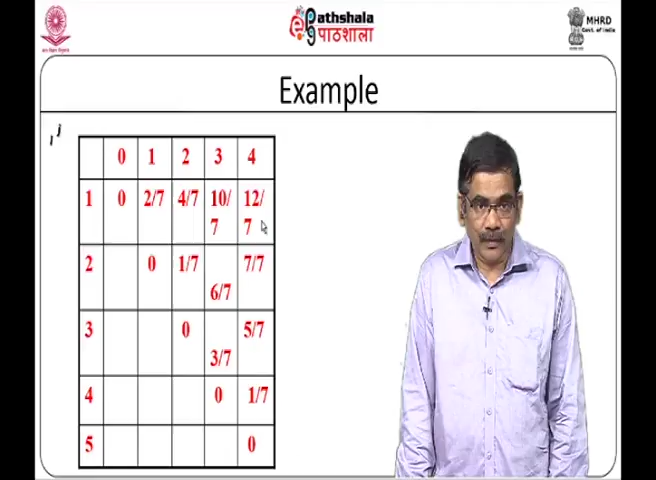 Pathshala
पाठशाला
MHRD
Govt. of India
Example
i j
0 1 2 3 4
1 0 2/7 4/7 10/7 12/7
2 0 1/7 6/7 7/7
3 0 3/7 5/7
4 0 1/7
5 0